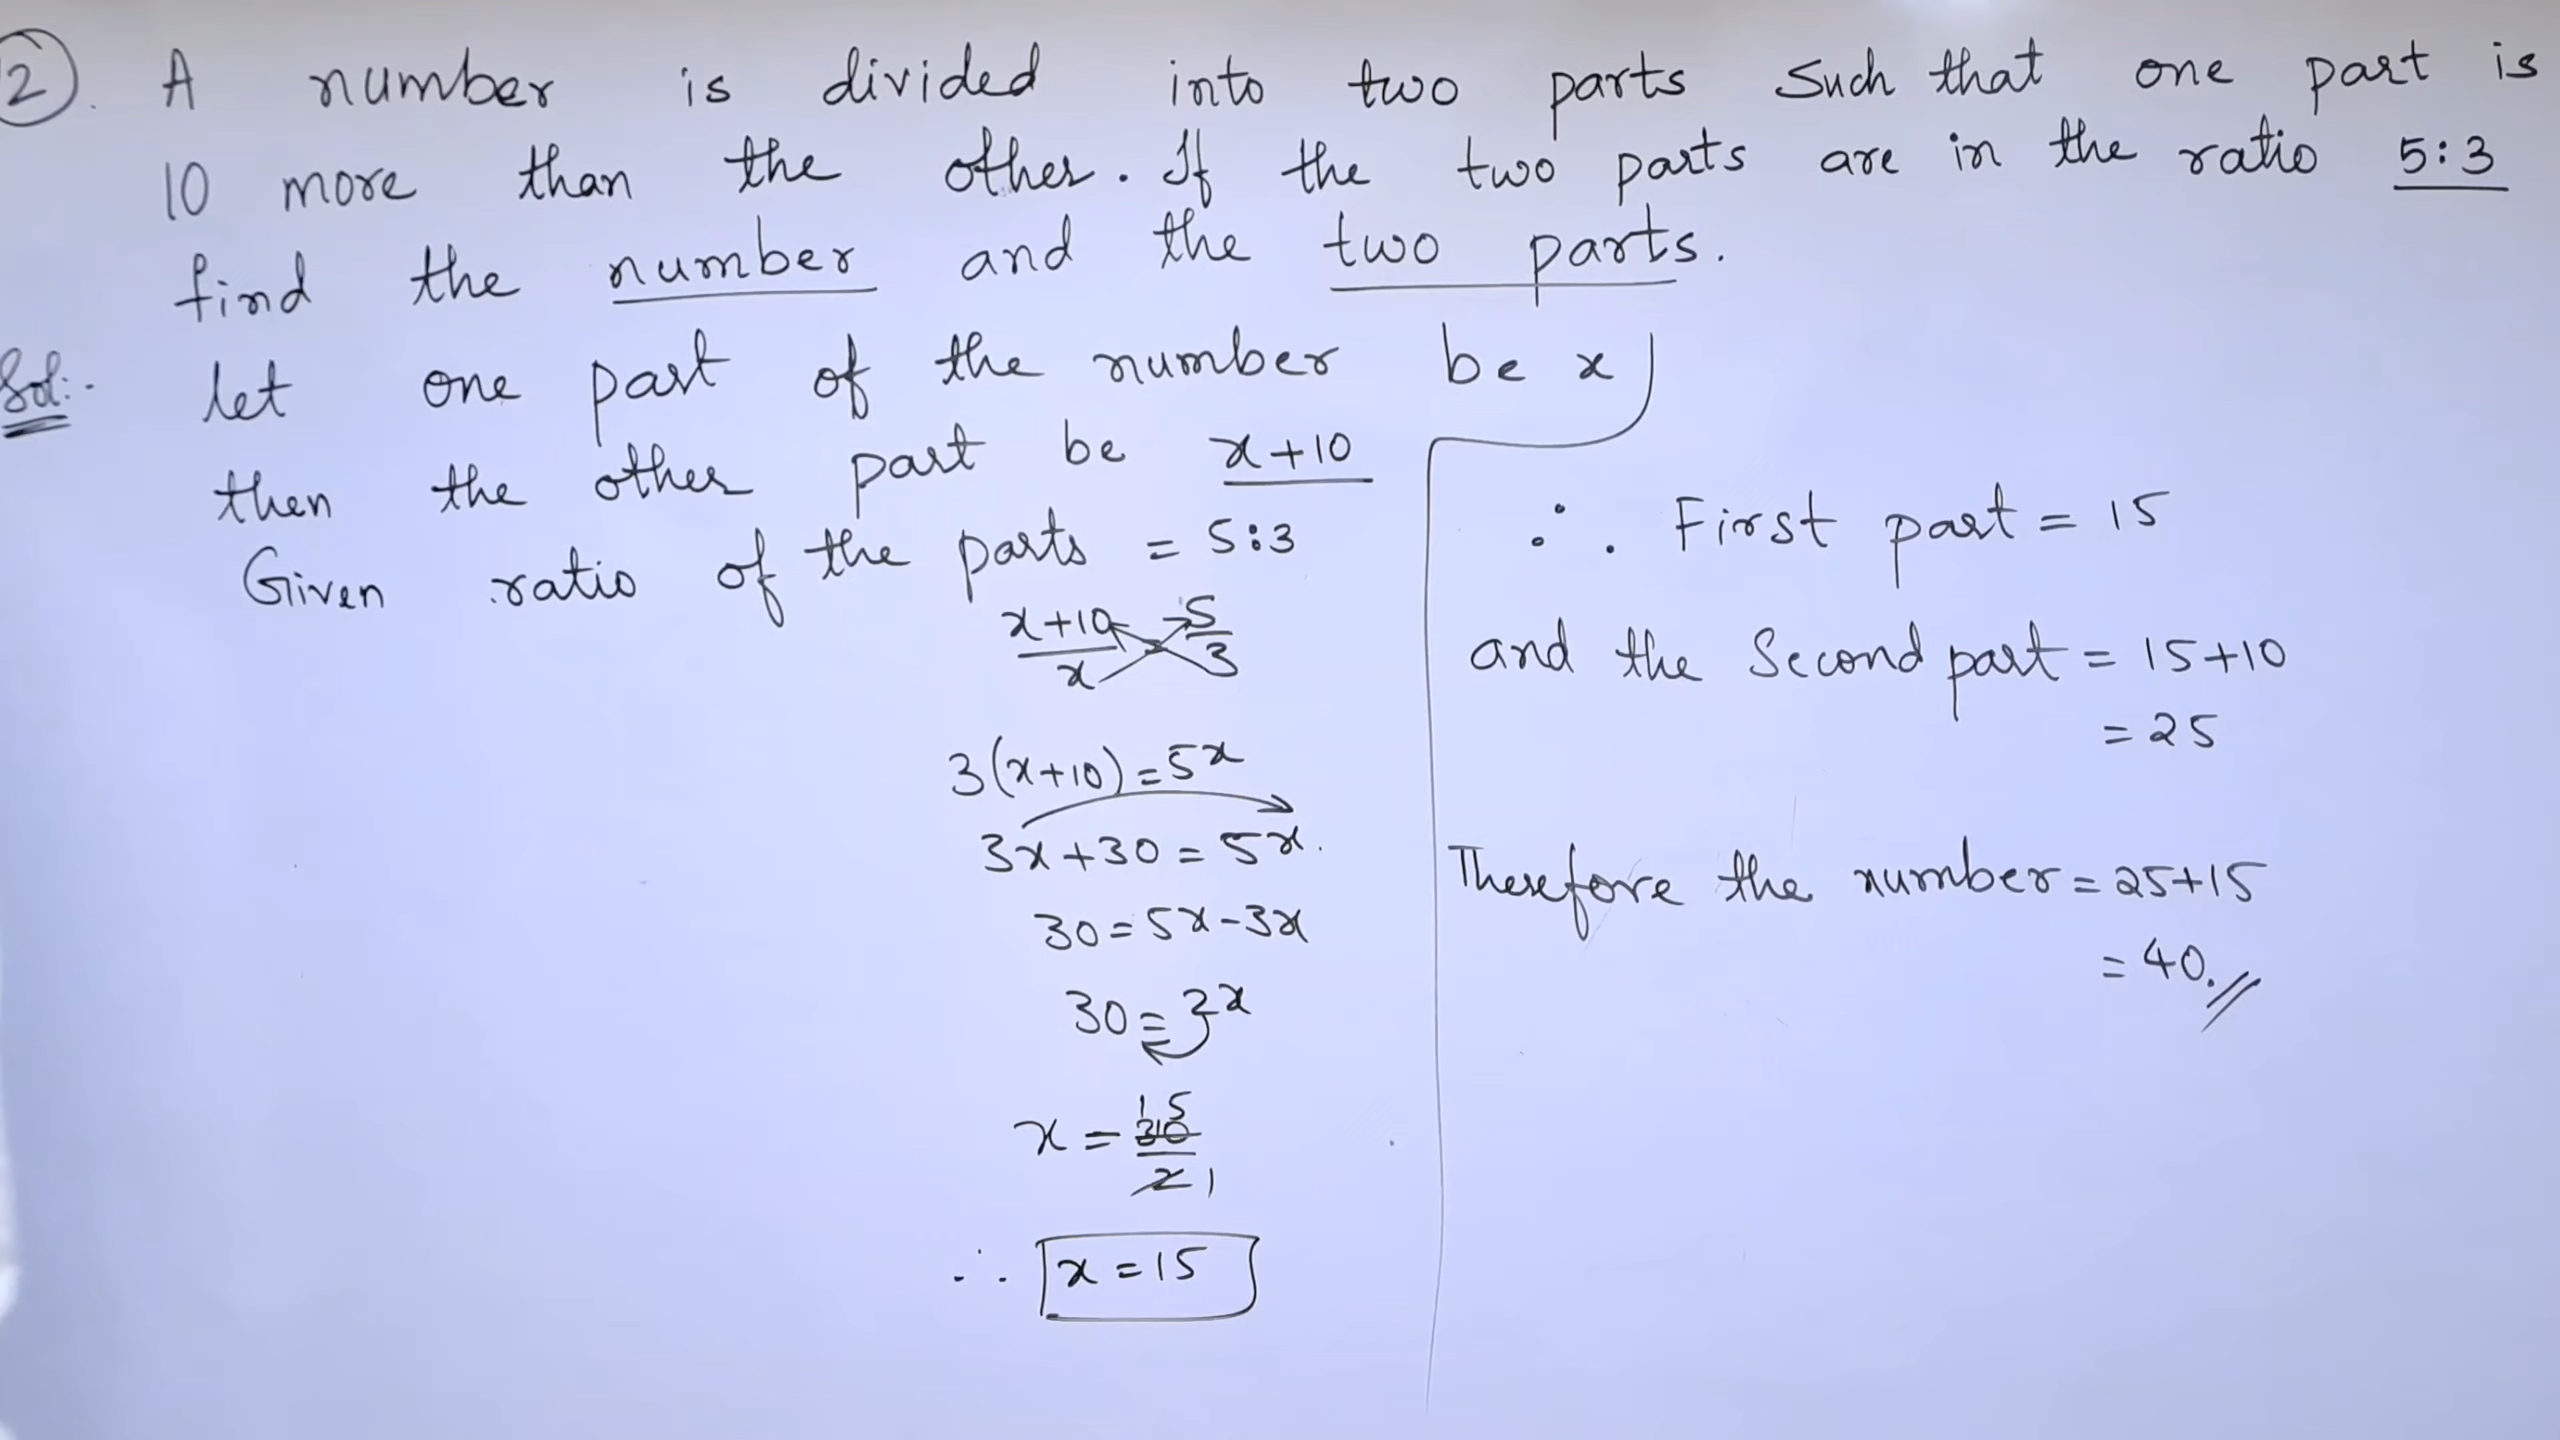 2). A number is divided into two parts such that one part is
10 more than the other. If the two parts are in the ratio 5:3
find the number and the two parts.
Sol:- let one part of the number be x
then the other part be x+10
Given ratio of the parts = 5:3
x+10/x = 5/3
3(x+10)=5x
3x+30=5x.
30=5x-3x
30=2x
x = 30/2 15 1
∴ x=15
∴ First part = 15
and the Second part = 15+10
= 25
Therefore the number = 25+15
= 40.//